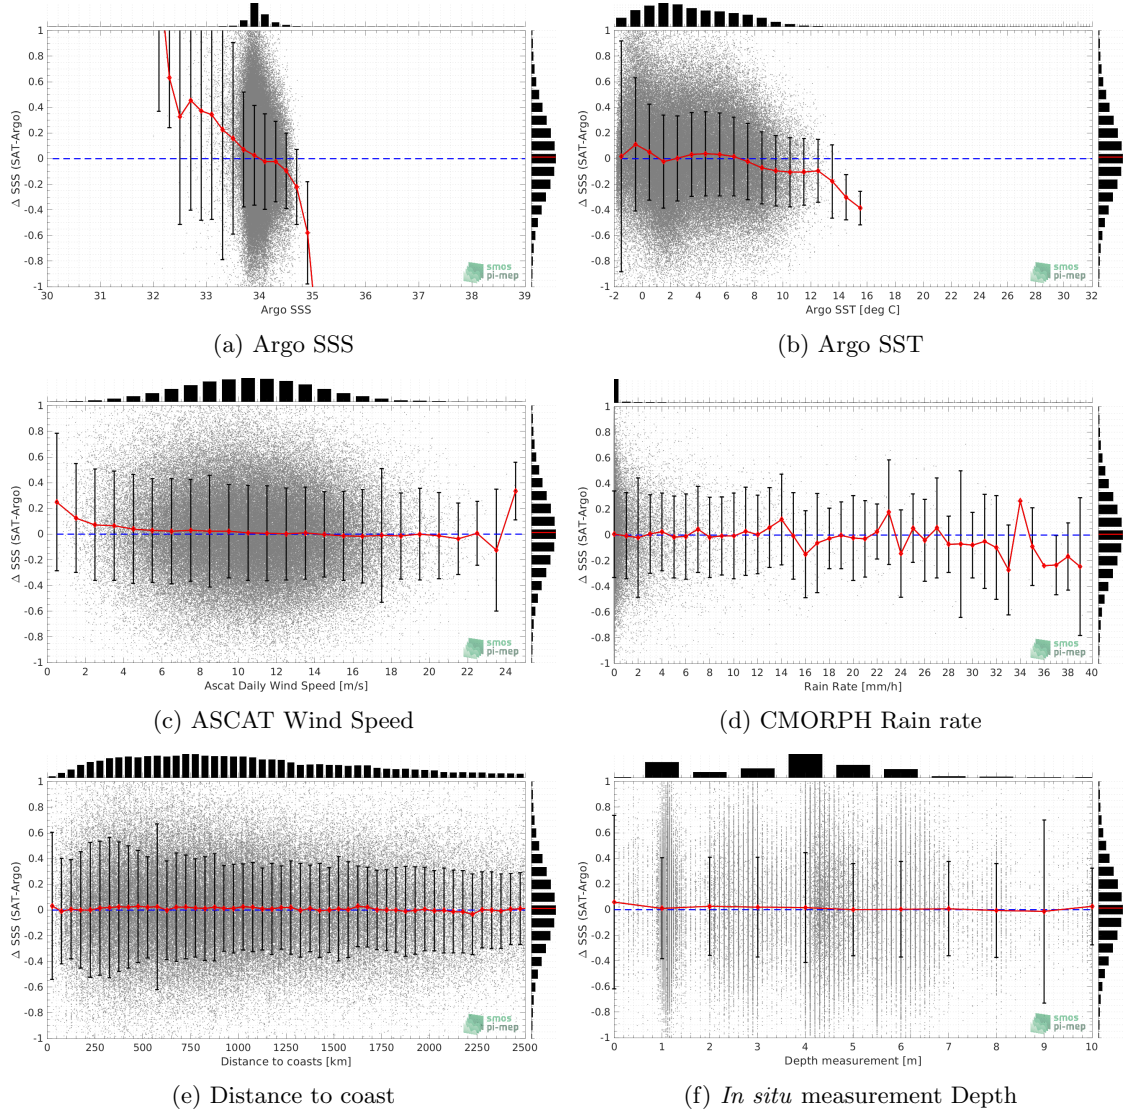 1
0.8
0.6
0.4
0.2
0
-0.2
-0.4
-0.6
-0.8
-1
Δ SSS (SAT-Argo)
30 31 32 33 34 35 36 37 38 39
Argo SSS
smos
pi-mep
(a) Argo SSS
1
0.8
0.6
0.4
0.2
0
-0.2
-0.4
-0.6
-0.8
-1
Δ SSS (SAT-Argo)
-2 0 2 4 6 8 10 12 14 16 18 20 22 24 26 28 30 32
Argo SST [deg C]
smos
pi-mep
(b) Argo SST
1
0.8
0.6
0.4
0.2
0
-0.2
-0.4
-0.6
-0.8
-1
Δ SSS (SAT-Argo)
0 2 4 6 8 10 12 14 16 18 20 22 24
Ascat Daily Wind Speed [m/s]
smos
pi-mep
(c) ASCAT Wind Speed
1
0.8
0.6
0.4
0.2
0
-0.2
-0.4
-0.6
-0.8
-1
Δ SSS (SAT-Argo)
0 2 4 6 8 10 12 14 16 18 20 22 24 26 28 30 32 34 36 38 40
Rain Rate [mm/h]
smos
pi-mep
(d) CMORPH Rain rate
1
0.8
0.6
0.4
0.2
0
-0.2
-0.4
-0.6
-0.8
-1
Δ SSS (SAT-Argo)
0 250 500 750 1000 1250 1500 1750 2000 2250 2500
Distance to coasts [km]
smos
pi-mep
(e) Distance to coast
1
0.8
0.6
0.4
0.2
0
-0.2
-0.4
-0.6
-0.8
-1
Δ SSS (SAT-Argo)
0 1 2 3 4 5 6 7 8 9 10
Depth measurement [m]
smos
pi-mep
(f) In situ measurement Depth